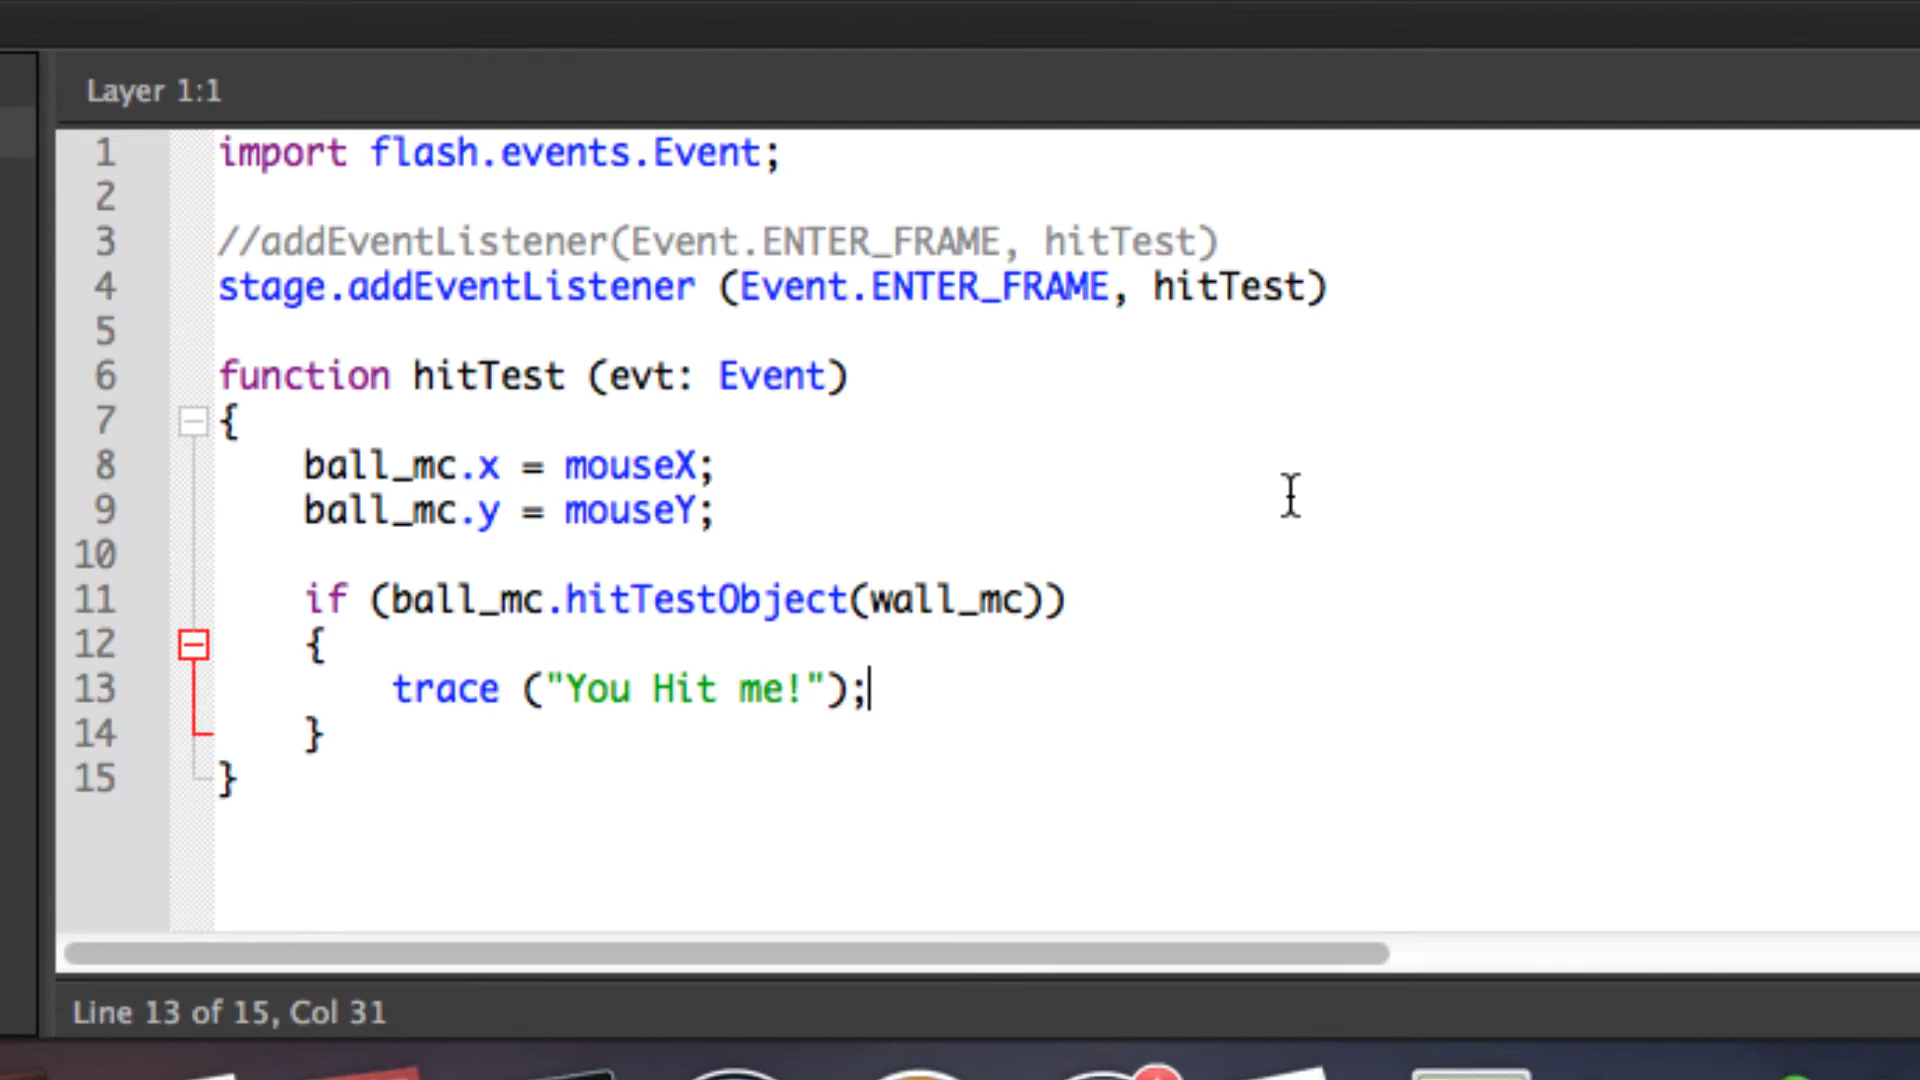 Layer 1:1
1 import flash.events.Event;
2
3 //addEventListener(Event.ENTER_FRAME, hitTest)
4 stage.addEventListener (Event.ENTER_FRAME, hitTest)
5
6 function hitTest (evt: Event)
7 {
8 ball_mc.x = mouseX;
9 ball_mc.y = mouseY;
10
11 if (ball_mc.hitTestObject(wall_mc))
12 {
13 trace ("You Hit me!");
14 }
15 }
Line 13 of 15, Col 31